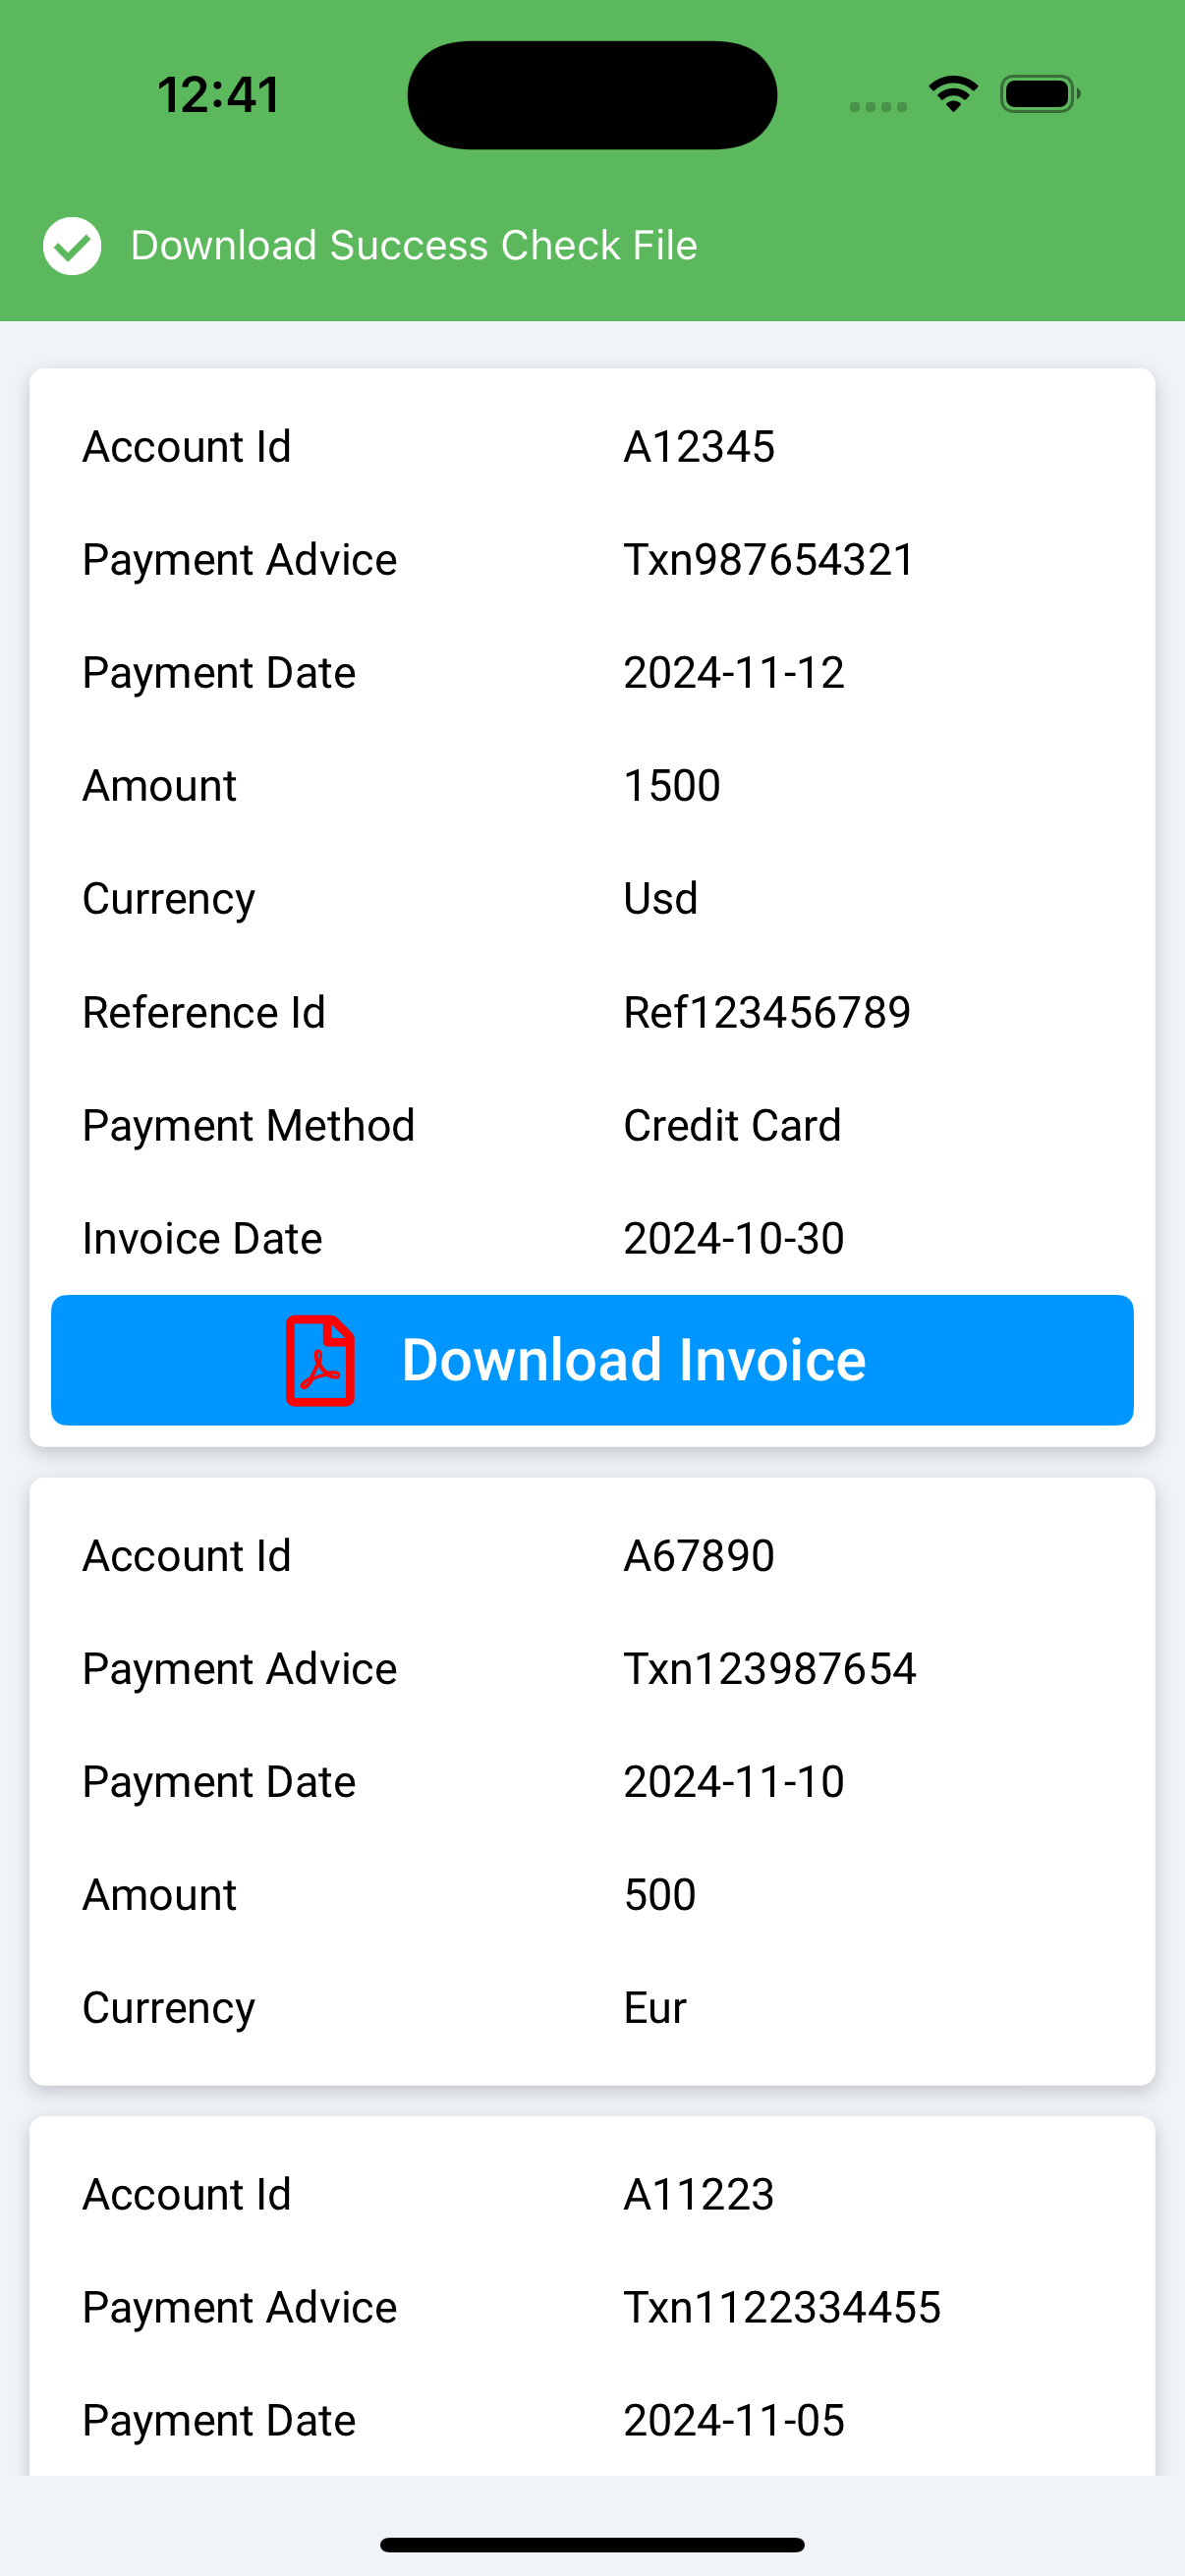 12:41
Download Success Check File
Account Id A12345
Payment Advice Txn987654321
Payment Date 2024-11-12
Amount 1500
Currency Usd
Reference Id Ref123456789
Payment Method Credit Card
Invoice Date 2024-10-30
Download Invoice
Account Id A67890
Payment Advice Txn123987654
Payment Date 2024-11-10
Amount 500
Currency Eur
Account Id A11223
Payment Advice Txn1122334455
Payment Date 2024-11-05